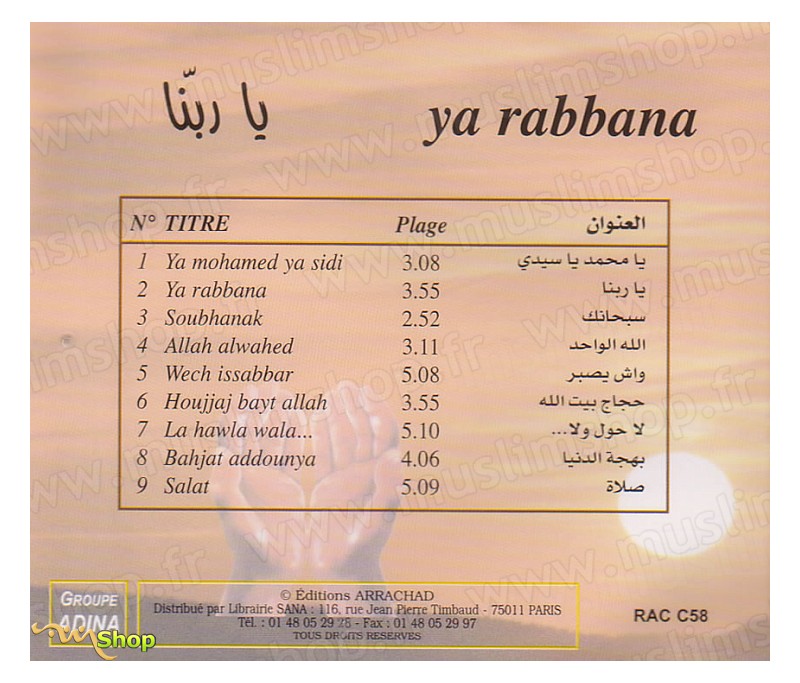 يا ربّنا ya rabbana
N° TITRE Plage العنوان
1 Ya mohamed ya sidi 3.08 يا محمد يا سيدي
2 Ya rabbana 3.55 يا ربنا
3 Soubhanak 2.52 سبحانك
4 Allah alwahed 3.11 الله الواحد
5 Wech issabbar 5.08 واش يصبر
6 Houjjaj bayt allah 3.55 حجاج بيت الله
7 La hawla wala... 5.10 لا حول ولا...
8 Bahjat addounya 4.06 بهجة الدنيا
9 Salat 5.09 صلاة
GROUPE
ADINA
Shop
© Éditions ARRACHAD
Distribué par Librairie SANA : 116, rue Jean Pierre Timbaud - 75011 PARIS
Tél. : 01 48 05 29 28 - Fax : 01 48 05 29 97
TOUS DROITS RESERVES
RAC C58
www.muslimshop.fr